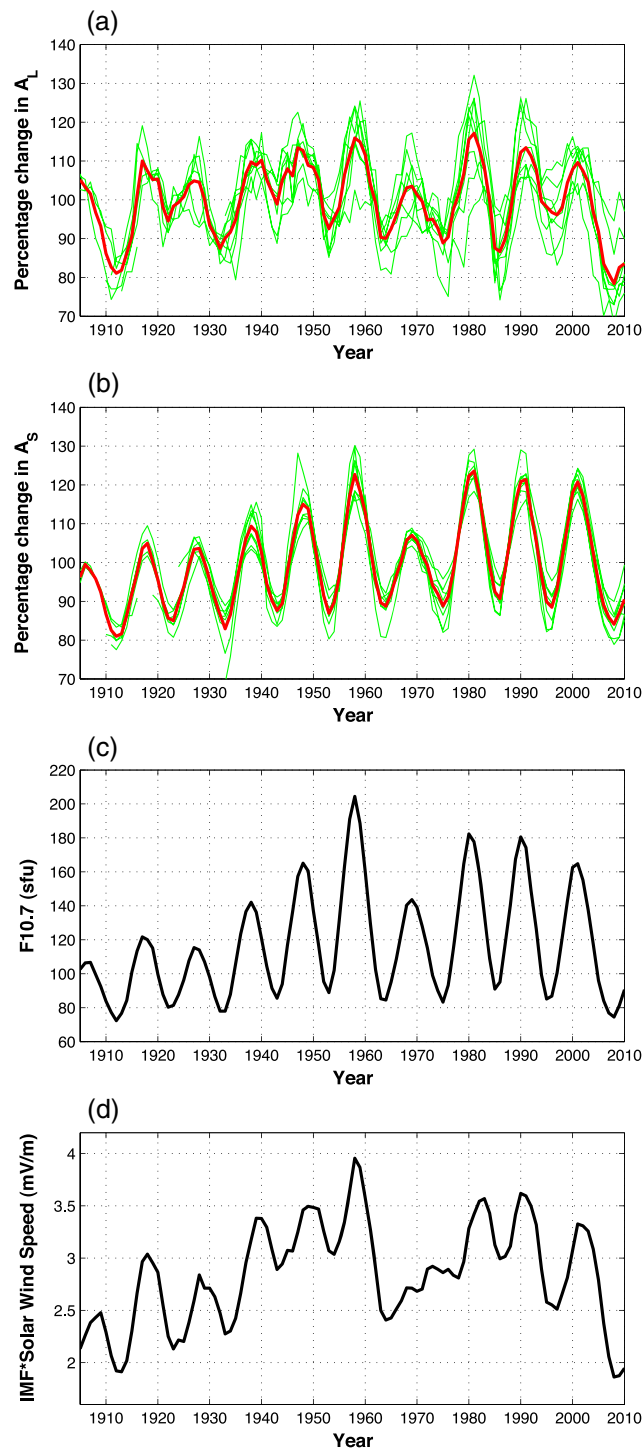 (a)
Percentage change in A_L
140
130
120
110
100
90
80
70
1910 1920 1930 1940 1950 1960 1970 1980 1990 2000 2010
Year
(b)
Percentage change in A_S
140
130
120
110
100
90
80
70
1910 1920 1930 1940 1950 1960 1970 1980 1990 2000 2010
Year
(c)
F10.7 (sfu)
220
200
180
160
140
120
100
80
60
1910 1920 1930 1940 1950 1960 1970 1980 1990 2000 2010
Year
(d)
IMF*Solar Wind Speed (mV/m)
4
3.5
3
2.5
2
1910 1920 1930 1940 1950 1960 1970 1980 1990 2000 2010
Year